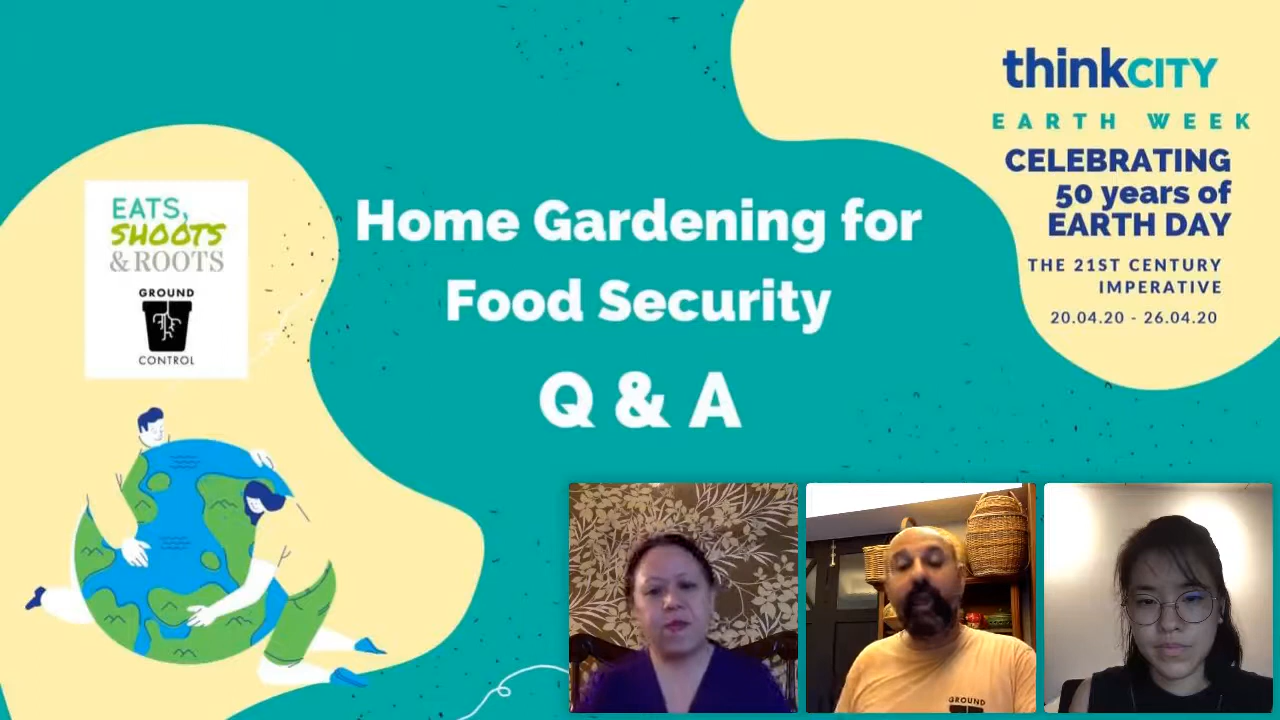 EATS,
SHOOTS
& ROOTS
GROUND
CONTROL
Home Gardening for
Food Security
Q & A
thinkCITY
EARTH WEEK
CELEBRATING
50 years of
EARTH DAY
THE 21ST CENTURY
IMPERATIVE
20.04.20 - 26.04.20
GROUND